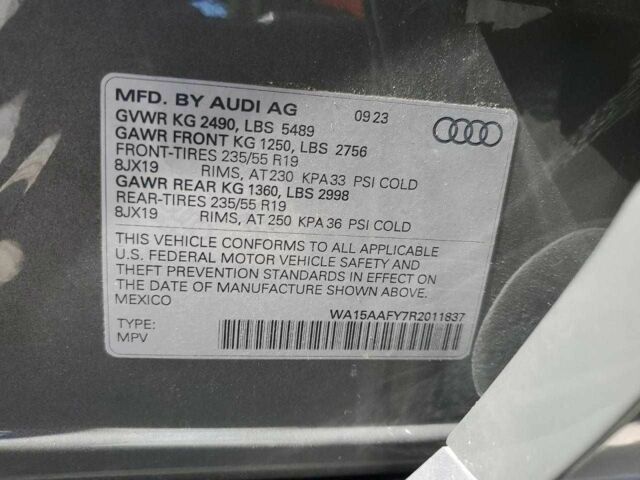 MFD. BY AUDI AG 09 23
GVWR KG 2490, LBS 5489
GAWR FRONT KG 1250, LBS 2756
FRONT-TIRES 235/55 R19
8JX19 RIMS, AT 230 KPA 33 PSI COLD
GAWR REAR KG 1360, LBS 2998
REAR-TIRES 235/55 R19
8JX19 RIMS, AT 250 KPA 36 PSI COLD
THIS VEHICLE CONFORMS TO ALL APPLICABLE
U.S. FEDERAL MOTOR VEHICLE SAFETY AND
THEFT PREVENTION STANDARDS IN EFFECT ON
THE DATE OF MANUFACTURE SHOWN ABOVE.
MEXICO
WA15AAFY7R2011837
TYPE:
MPV